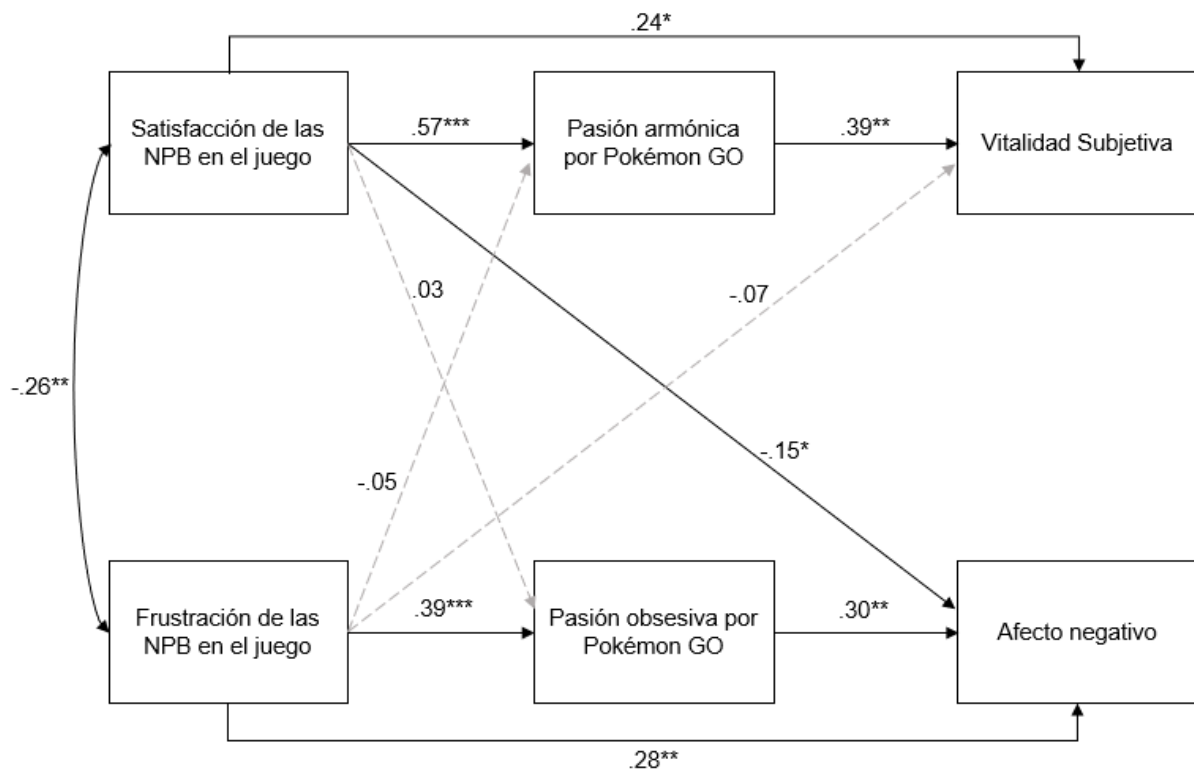 .24*
Satisfacción de las
NPB en el juego
.57***
Pasión armónica
por Pokémon GO
.39**
Vitalidad Subjetiva
.03
-.07
-.26**
-.05
-.15*
Frustración de las
NPB en el juego
.39***
Pasión obsesiva por
Pokémon GO
.30**
Afecto negativo
.28**